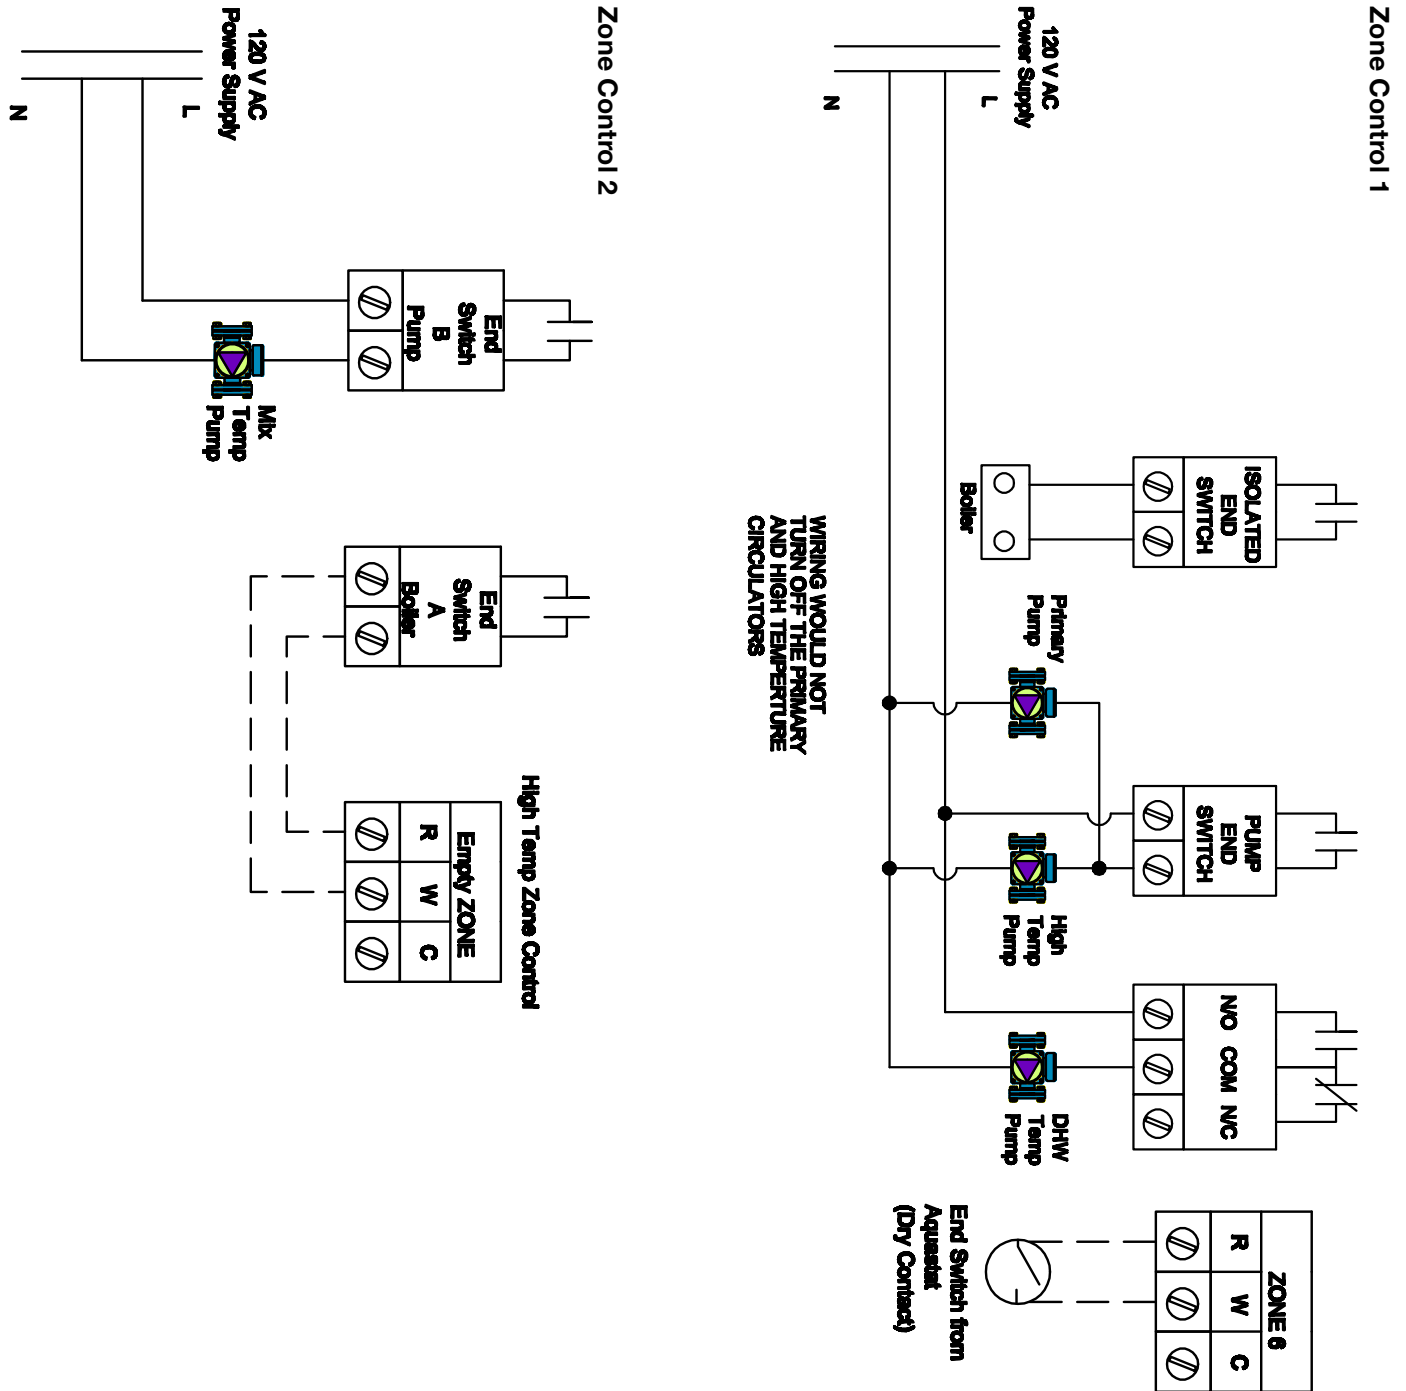 Zone Control 1
ISOLATED
END
SWITCH
PUMP
END
SWITCH
N/O COM N/C
ZONE 6
R W C
Boiler
Primary
Pump
High
Temp
Pump
DHW
Temp
Pump
End Switch from
Aquastat
(Dry Contact)
120 V AC
Power Supply
L
N
WIRING WOULD NOT
TURN OFF THE PRIMARY
AND HIGH TEMPERTURE
CIRCULATORS
Zone Control 2
End
Switch
B
Pump
End
Switch
A
Boiler
High Temp Zone Control
Empty ZONE
R W C
Mix
Temp
Pump
120 V AC
Power Supply
L
N